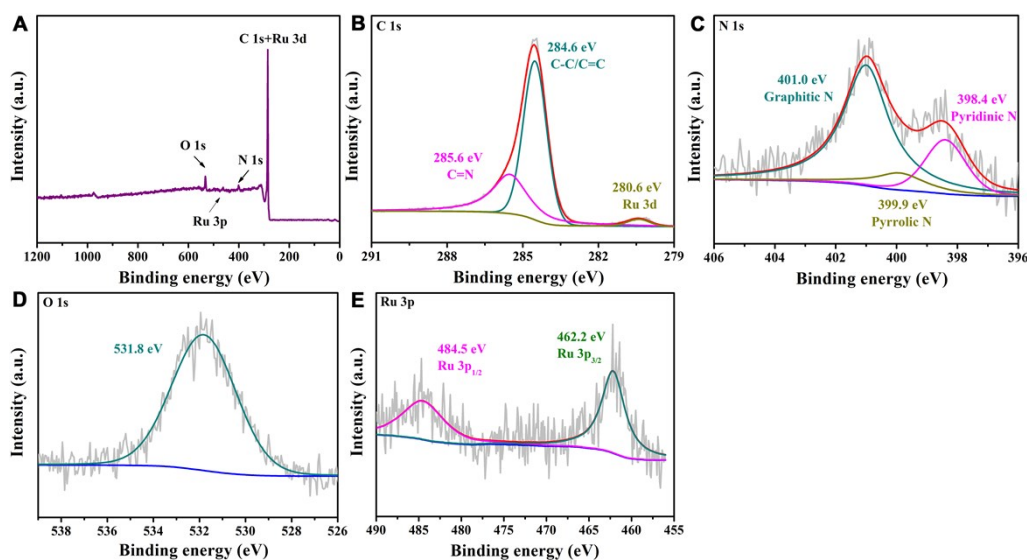 A
C 1s+Ru 3d
O 1s
N 1s
Ru 3p
Intensity (a.u.)
1200 1000 800 600 400 200 0
Binding energy (eV)
B
C 1s
284.6 eV
C-C/C=C
285.6 eV
C=N
280.6 eV
Ru 3d
Intensity (a.u.)
291 287 284 282 279
Binding energy (eV)
C
N 1s
401.0 eV
Graphitic N
398.4 eV
Pyridinic N
399.9 eV
Pyrrolic N
Intensity (a.u.)
406 404 402 400 398 396
Binding energy (eV)
D
O 1s
531.8 eV
Intensity (a.u.)
538 536 534 532 530 528 526
Binding energy (eV)
E
Ru 3p
484.5 eV
Ru 3p1/2
462.2 eV
Ru 3p3/2
Intensity (a.u.)
490 485 480 475 470 465 460 455
Binding energy (eV)